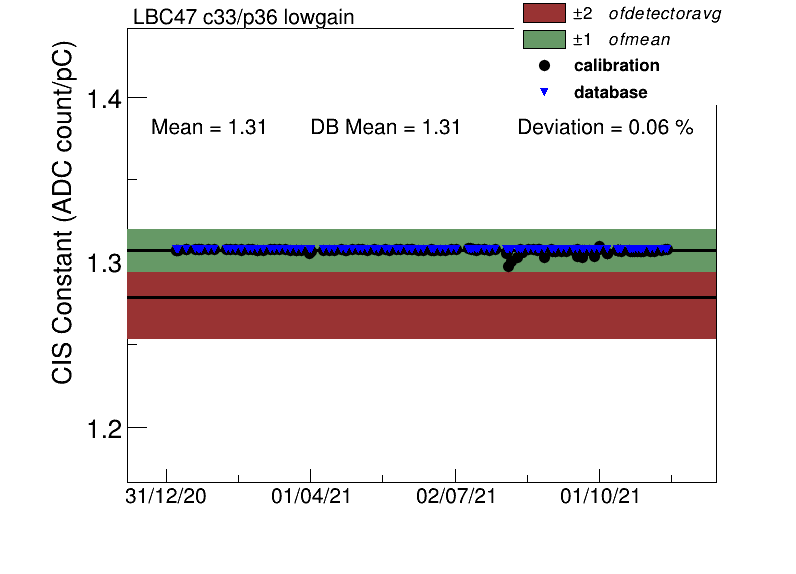 LBC47 c33/p36 lowgain
±2 ofdetectoravg
±1 ofmean
calibration
database
Mean = 1.31 DB Mean = 1.31 Deviation = 0.06 %
CIS Constant (ADC count/pC)
1.4
1.3
1.2
31/12/20 01/04/21 02/07/21 01/10/21